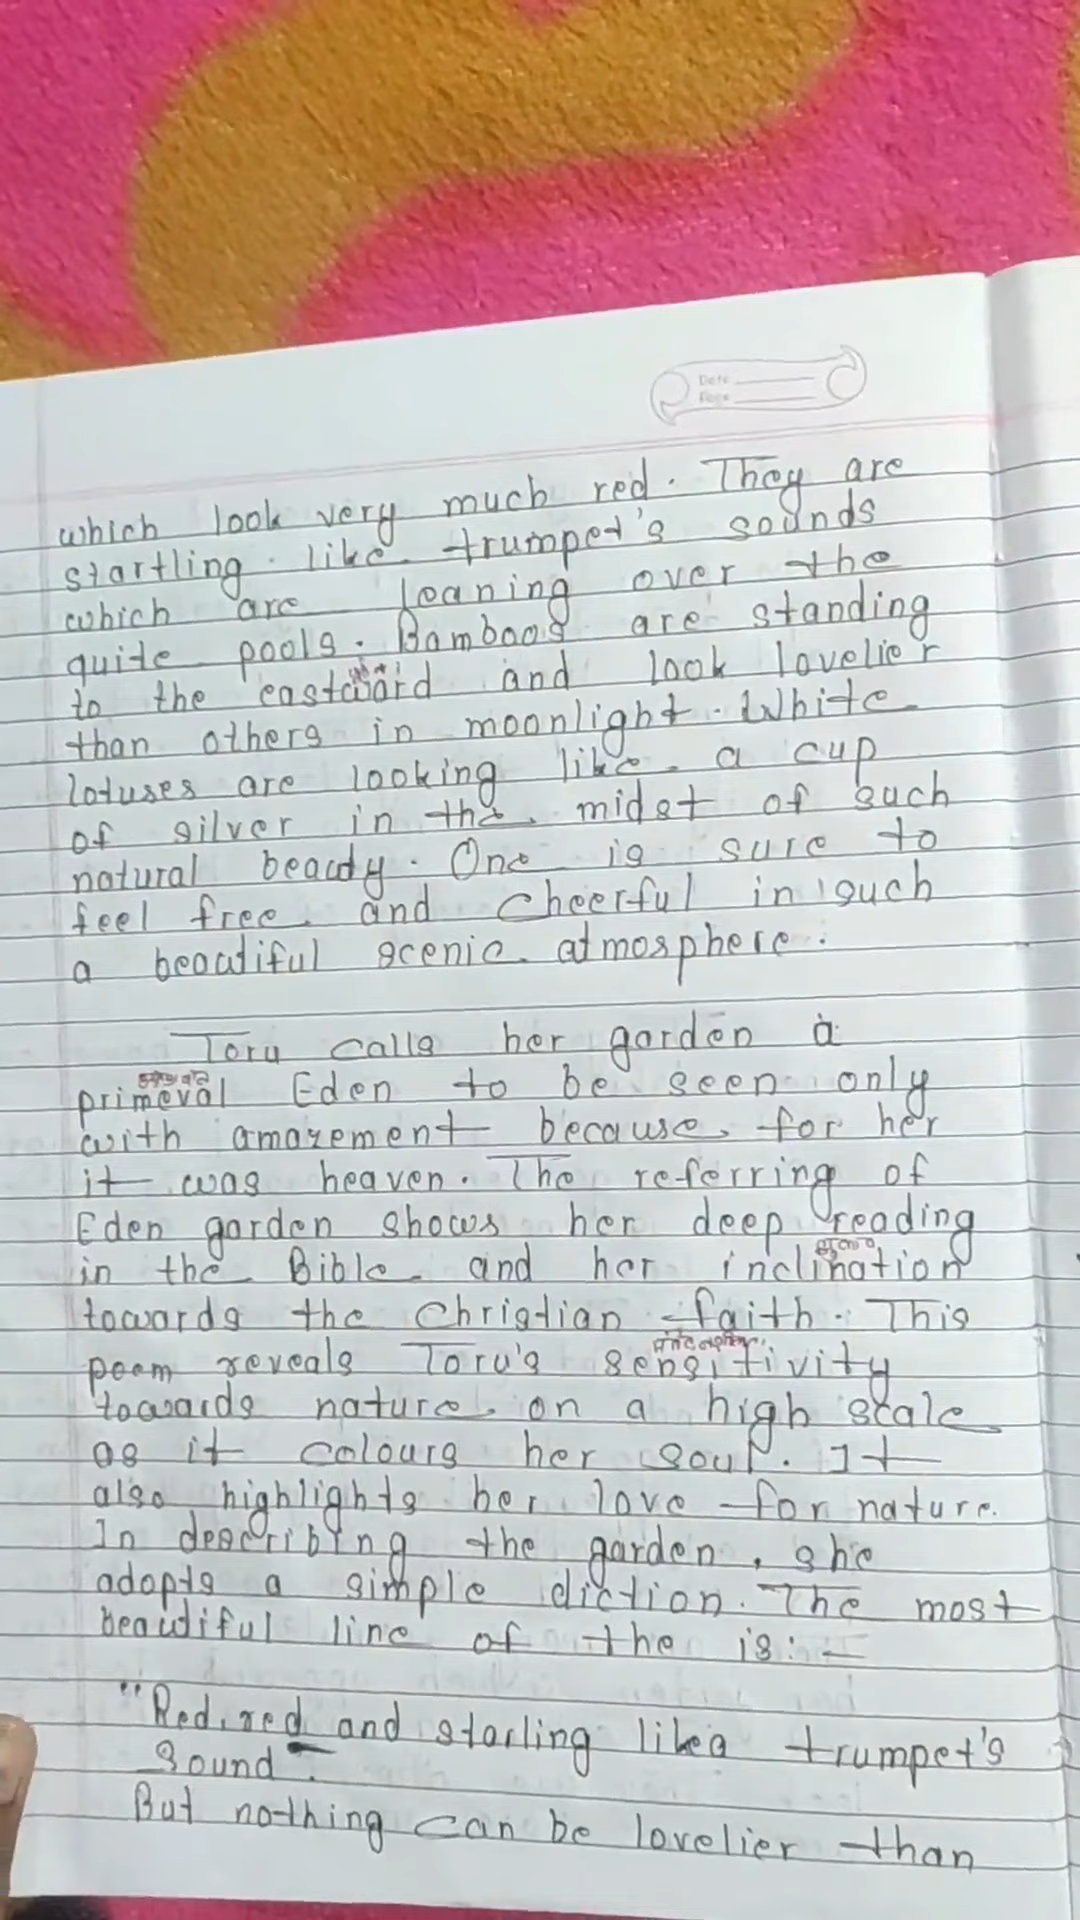 Date
Page
which look very much red. They are
startling like trumpet's sounds
which are leaning over the
quite pools. Bamboos are standing
to the eastward and look lovelier
than others in moonlight. White
lotuses are looking like a cup
of silver in the midst of such
natural beauty. One is sure to
feel free and cheerful in such
a beautiful scenic atmosphere.
Toru calls her garden a
primeval Eden to be seen only
with amazement because for her
it was heaven. The referring of
Eden garden shows her deep reading
झुकाव
in the Bible and her inclination
towards the Christian faith. This
poem reveals Toru's sensitivity
towards nature on a high scale
as it colours her soul. It
also highlights her love for nature.
In describing the garden, she
adopts a simple diction. The most
beautiful line of the is:-
"Red, red and starling like a trumpet's
sound.
But nothing can be lovelier than